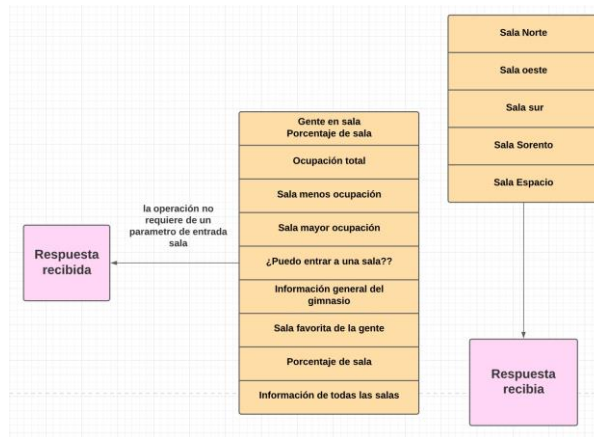 Sala Norte
Sala oeste
Sala sur
Sala Sorento
Sala Espacio
Gente en sala
Porcentaje de sala
Ocupación total
Sala menos ocupación
Sala mayor ocupación
¿Puedo entrar a una sala??
Información general del
gimnasio
Sala favorita de la gente
Porcentaje de sala
Información de todas las salas
la operación no
requiere de un
parametro de entrada
sala
Respuesta
recibida
Respuesta
recibia